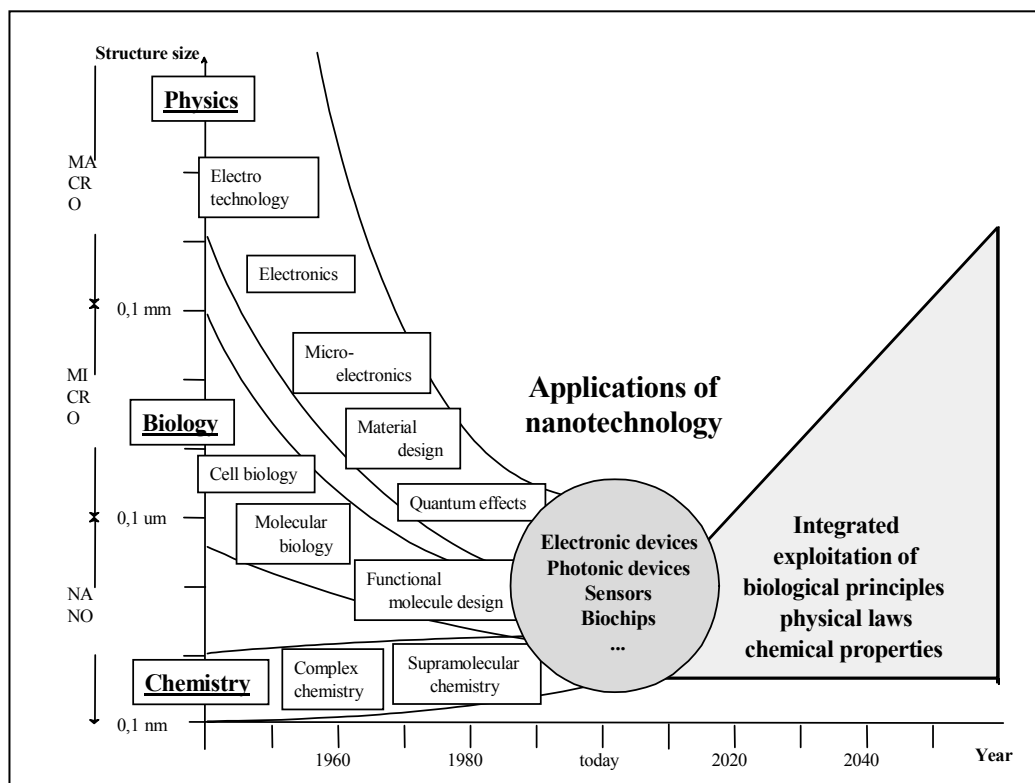 Structure size
Physics
MA
CR
O
Electro
technology
Electronics
0,1 mm
Micro-
electronics
MI
CR
O
Applications of
nanotechnology
Biology
Material
design
Cell biology
Quantum effects
0,1 um
Molecular
biology
Electronic devices
Photonic devices
Sensors
Biochips
...
Integrated
exploitation of
biological principles
physical laws
chemical properties
NA
NO
Functional
molecule design
Chemistry
Complex
chemistry
Supramolecular
chemistry
0,1 nm
1960
1980
today
2020
2040
Year